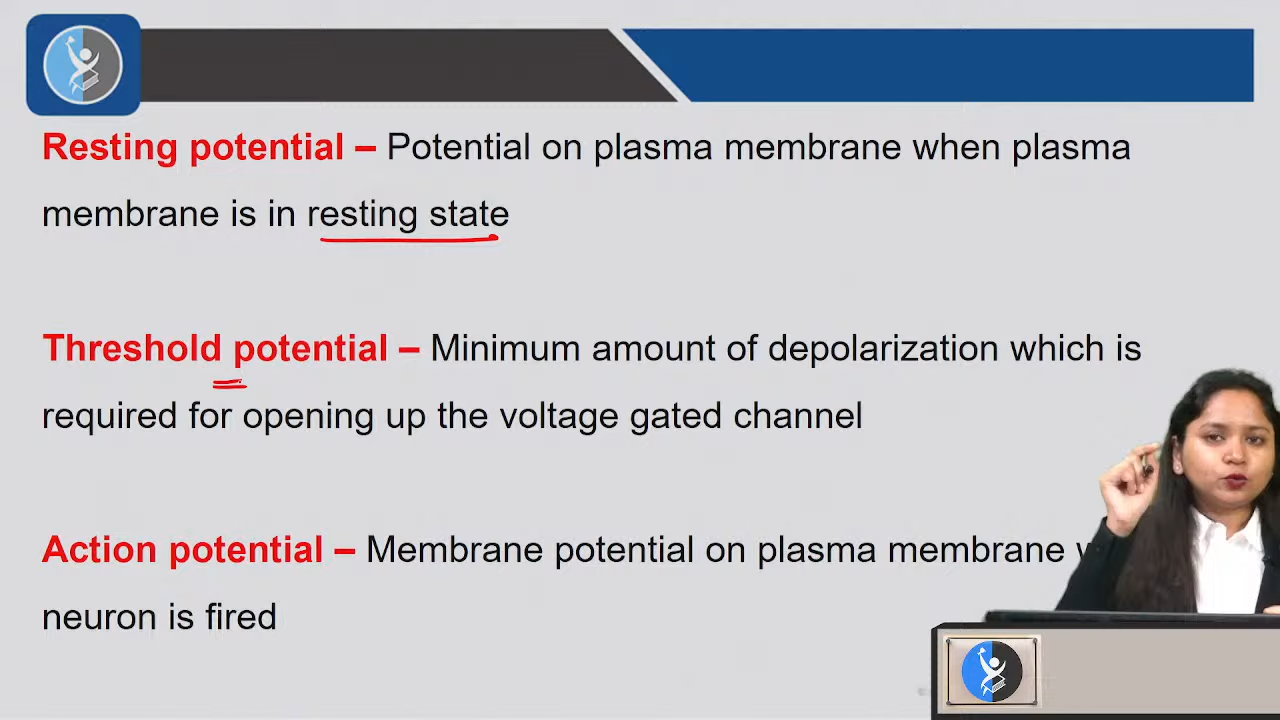 Resting potential – Potential on plasma membrane when plasma
membrane is in resting state
Threshold potential – Minimum amount of depolarization which is
required for opening up the voltage gated channel
Action potential – Membrane potential on plasma membrane
neuron is fired